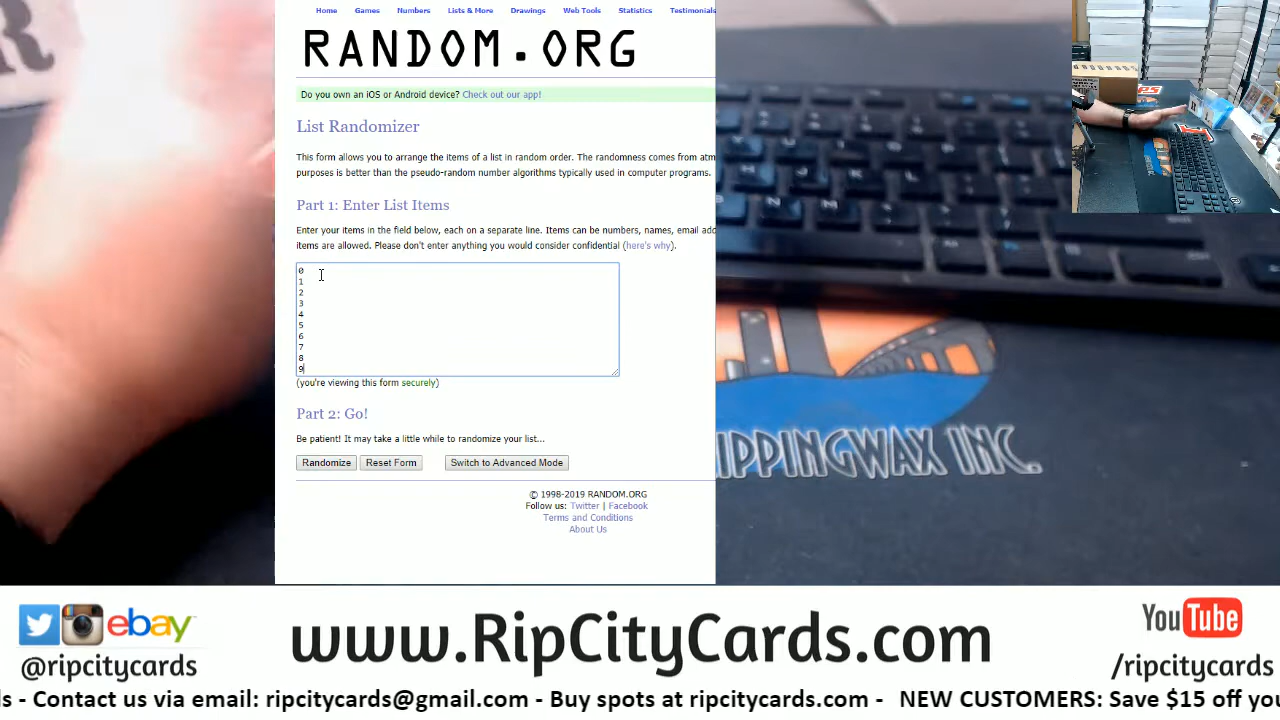 Home Games Numbers Lists & More Drawings Web Tools Statistics Testimonials
RANDOM.ORG
Do you own an iOS or Android device? Check out our app!
List Randomizer
This form allows you to arrange the items of a list in random order. The randomness comes from atm
purposes is better than the pseudo-random number algorithms typically used in computer programs.
Part 1: Enter List Items
Enter your items in the field below, each on a separate line. Items can be numbers, names, email add
items are allowed. Please don't enter anything you would consider confidential (here's why).
0
1
2
3
4
5
6
7
8
9
(you're viewing this form securely)
Part 2: Go!
Be patient! It may take a little while to randomize your list...
Randomize Reset Form Switch to Advanced Mode
© 1998-2019 RANDOM.ORG
Follow us: Twitter | Facebook
Terms and Conditions
About Us
IPPINGWAX INC.
ebay
@ripcitycards
www.RipCityCards.com
YouTube
/ripcitycards
ds - Contact us via email: ripcitycards@gmail.com - Buy spots at ripcitycards.com - NEW CUSTOMERS: Save $15 off you